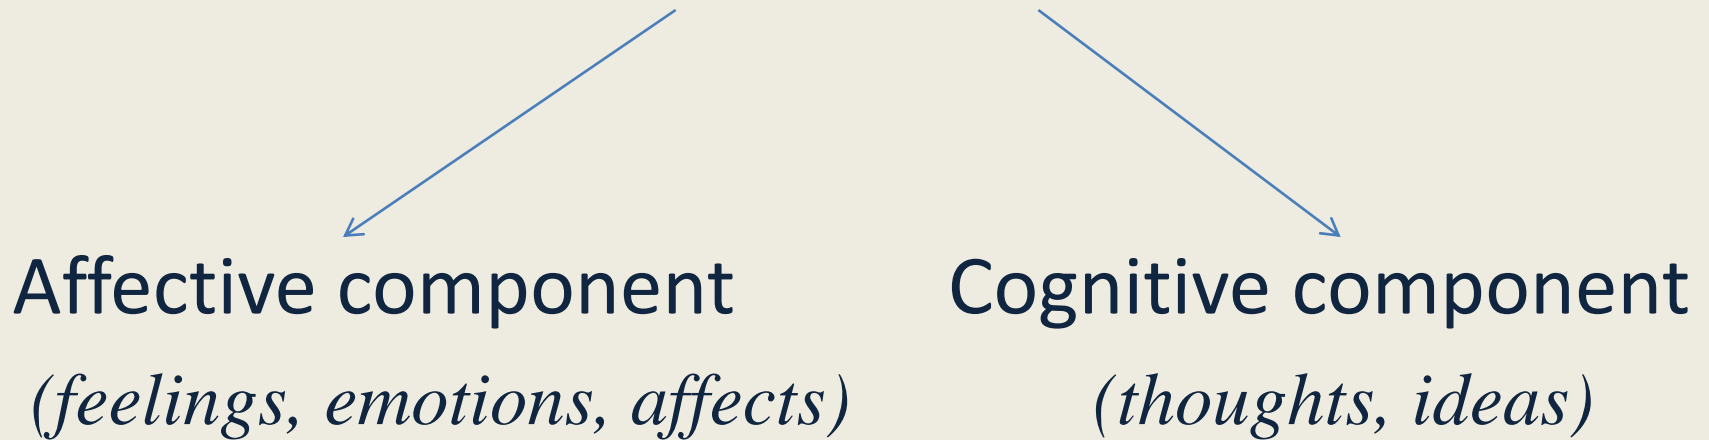 Affective component Cognitive component
(feelings, emotions, affects) (thoughts, ideas)